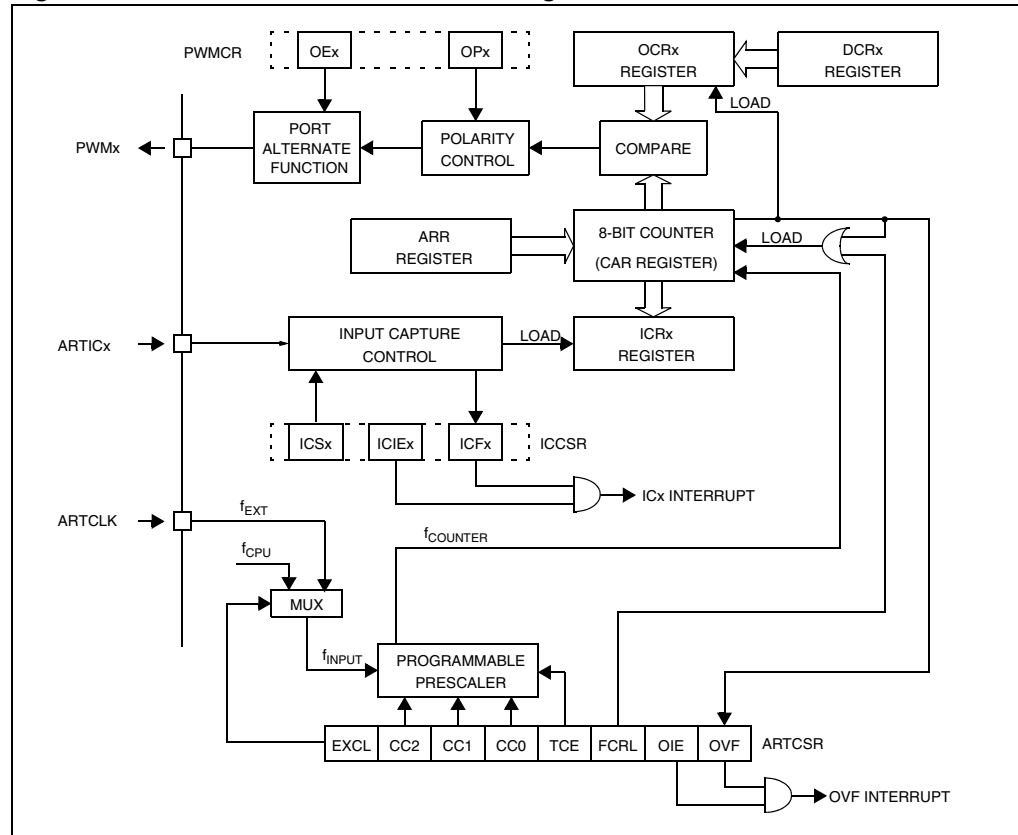 PWMCR
OEx
OPx
OCRx
REGISTER
DCRx
REGISTER
LOAD
PWMx
PORT
ALTERNATE
FUNCTION
POLARITY
CONTROL
COMPARE
ARR
REGISTER
8-BIT COUNTER
(CAR REGISTER)
LOAD
ARTICx
INPUT CAPTURE
CONTROL
LOAD
ICRx
REGISTER
ICSx
ICIEx
ICFx
ICCSR
ICx INTERRUPT
ARTCLK
fEXT
fCPU
fCOUNTER
MUX
fINPUT
PROGRAMMABLE
PRESCALER
EXCL CC2 CC1 CC0 TCE FCRL OIE OVF
ARTCSR
OVF INTERRUPT